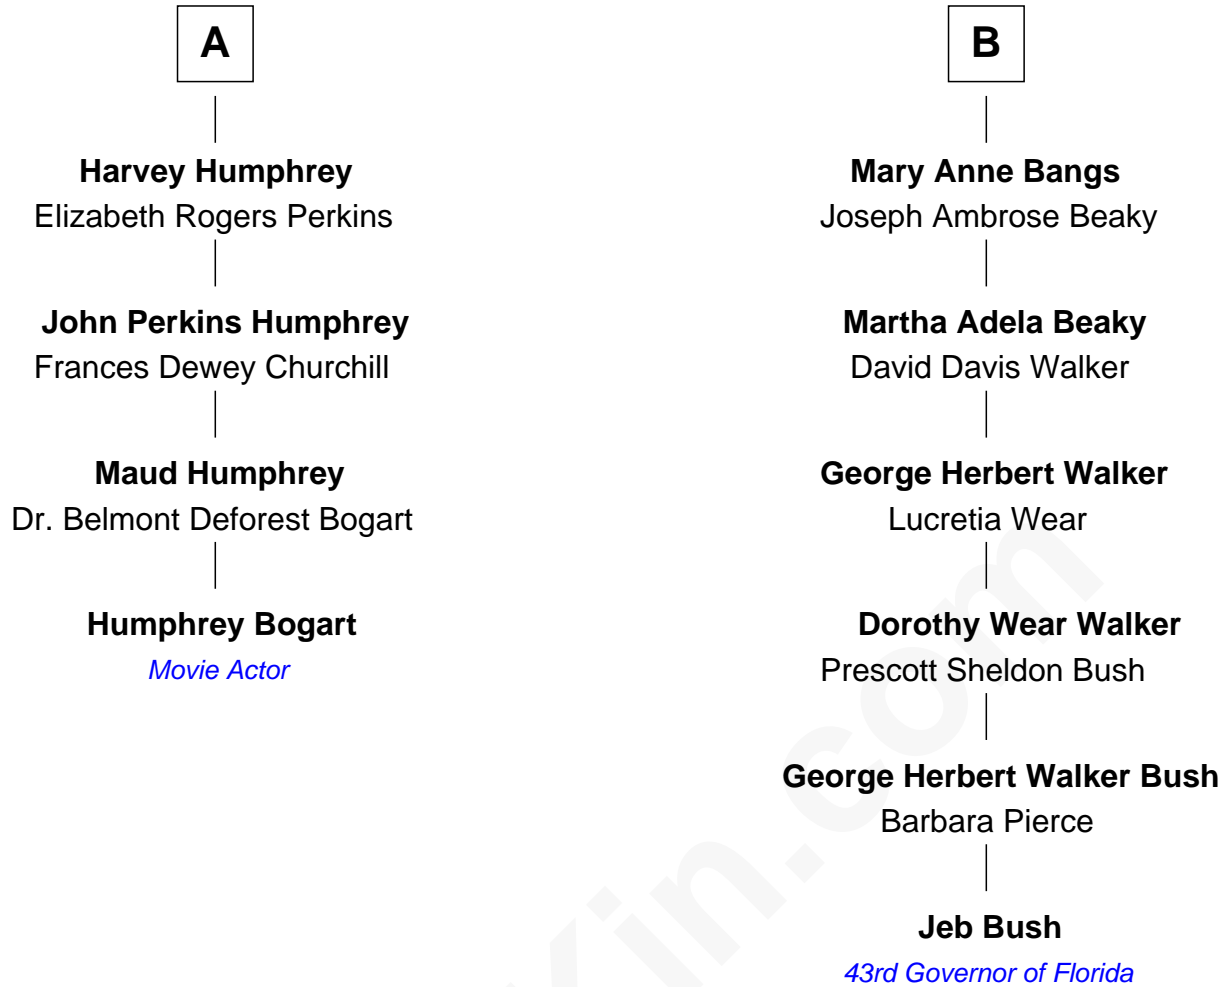 A
Harvey Humphrey
Elizabeth Rogers Perkins
John Perkins Humphrey
Frances Dewey Churchill
Maud Humphrey
Dr. Belmont Deforest Bogart
Humphrey Bogart
Movie Actor
B
Mary Anne Bangs
Joseph Ambrose Beaky
Martha Adela Beaky
David Davis Walker
George Herbert Walker
Lucretia Wear
Dorothy Wear Walker
Prescott Sheldon Bush
George Herbert Walker Bush
Barbara Pierce
Jeb Bush
43rd Governor of Florida
Kin.com